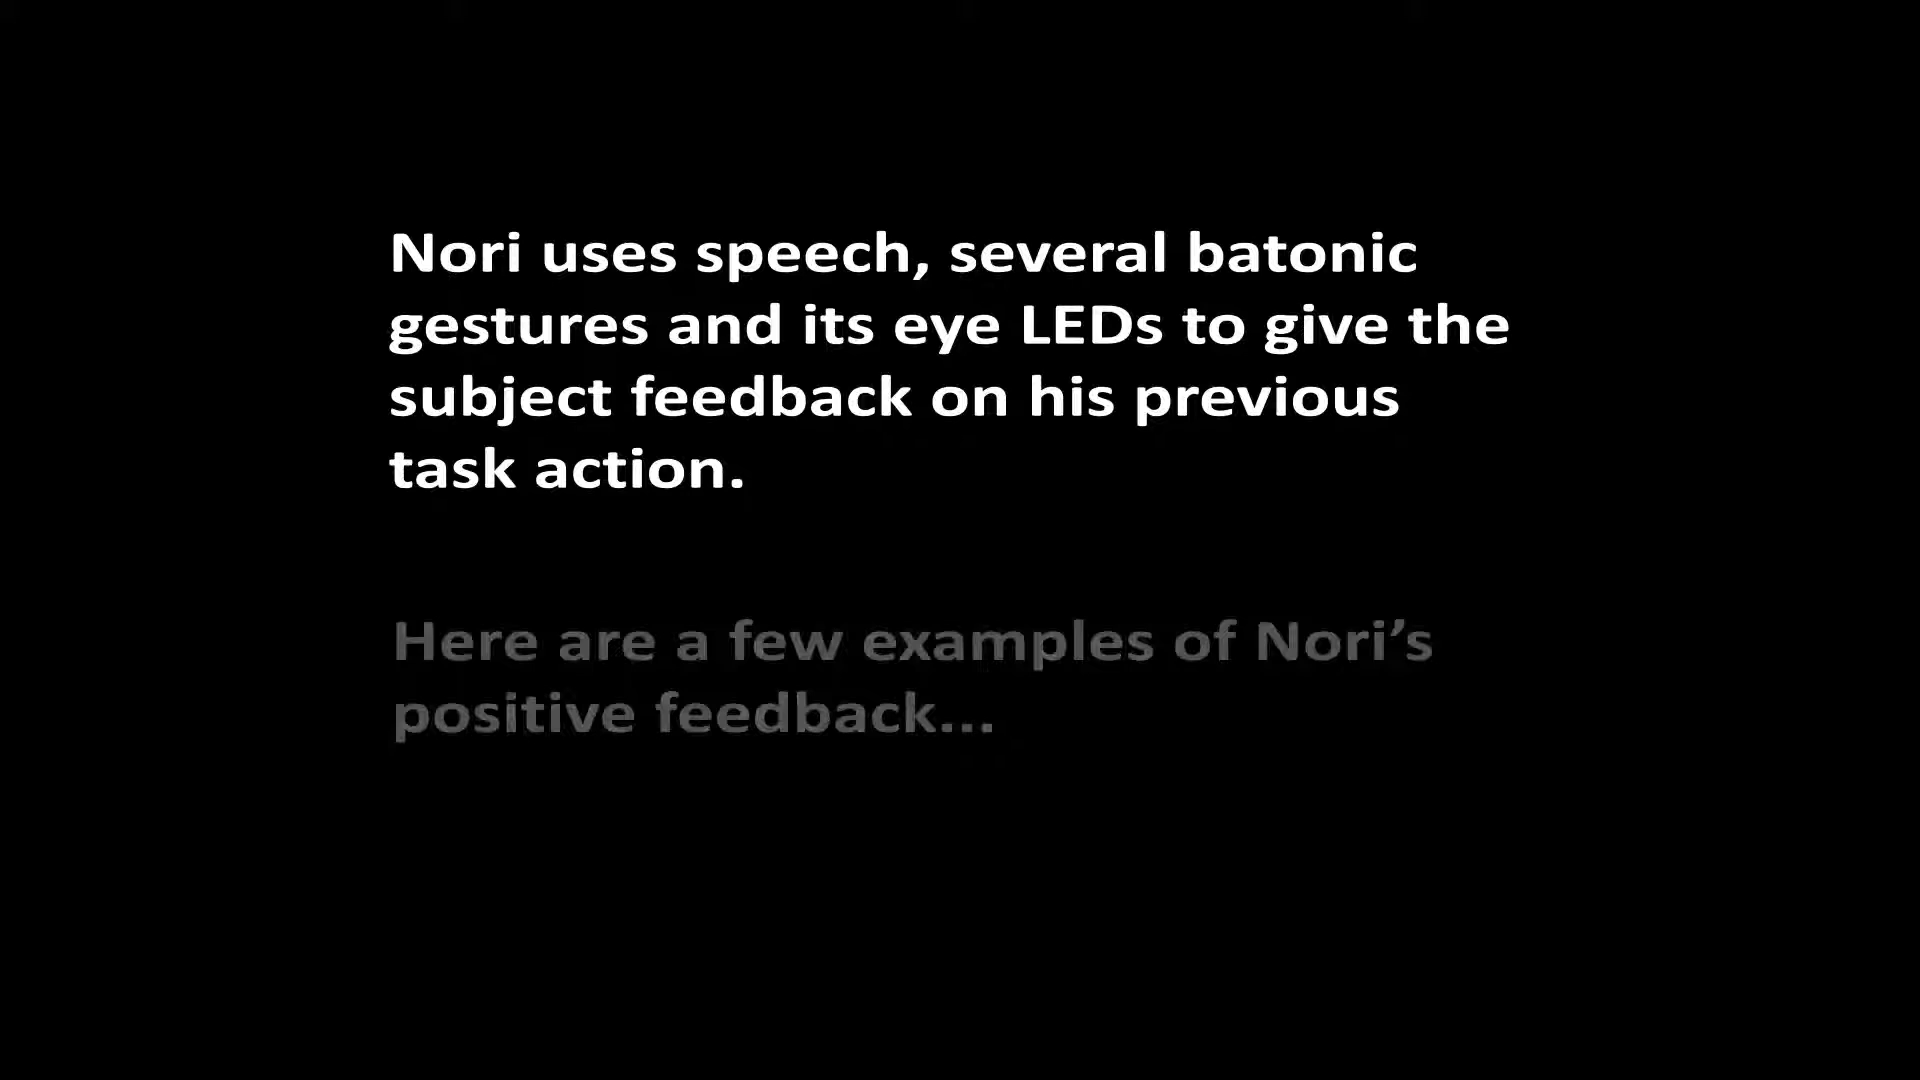 Nori uses speech, several batonic
gestures and its eye LEDs to give the
subject feedback on his previous
task action.
Here are a few examples of Nori’s
positive feedback...